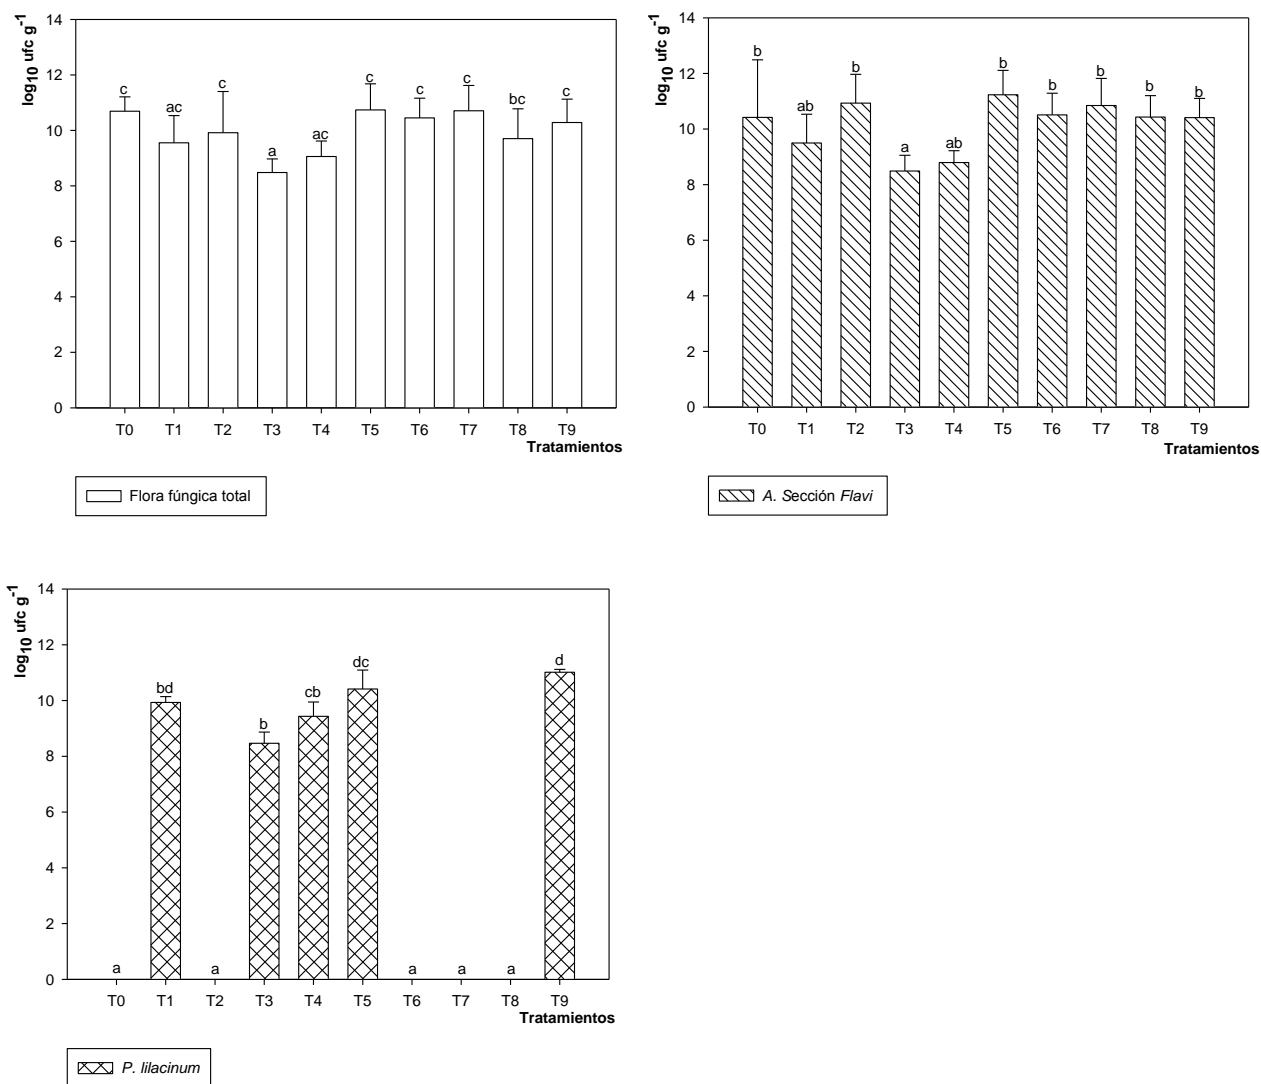 log10 ufc g-1
14
12
10
8
6
4
2
0
c
ac
c
a
ac
c
c
c
bc
c
T0 T1 T2 T3 T4 T5 T6 T7 T8 T9
Tratamientos
Flora fúngica total
log10 ufc g-1
14
12
10
8
6
4
2
0
b
ab
b
a
ab
b
b
b
b
b
T0 T1 T2 T3 T4 T5 T6 T7 T8 T9
Tratamientos
A. Sección Flavi
log10 ufc g-1
14
12
10
8
6
4
2
0
a
bd
a
b
cb
dc
a
a
a
d
T0 T1 T2 T3 T4 T5 T6 T7 T8 T9
Tratamientos
P. lilacinum